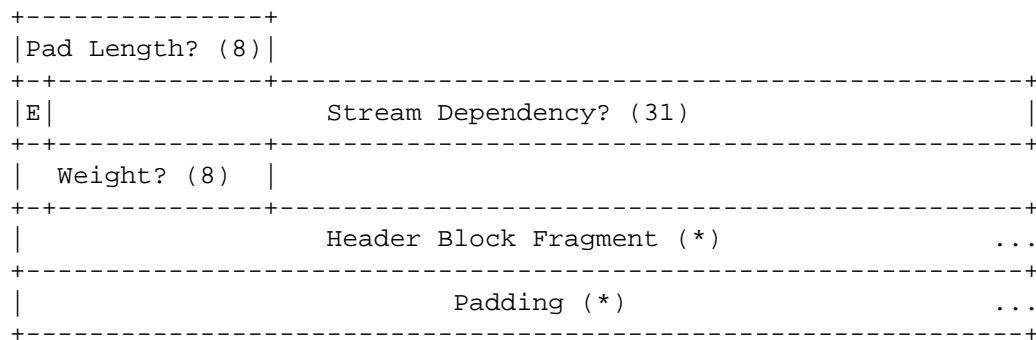 Pad Length? (8)
E Stream Dependency? (31)
Weight? (8)
Header Block Fragment (*) ...
Padding (*) ...